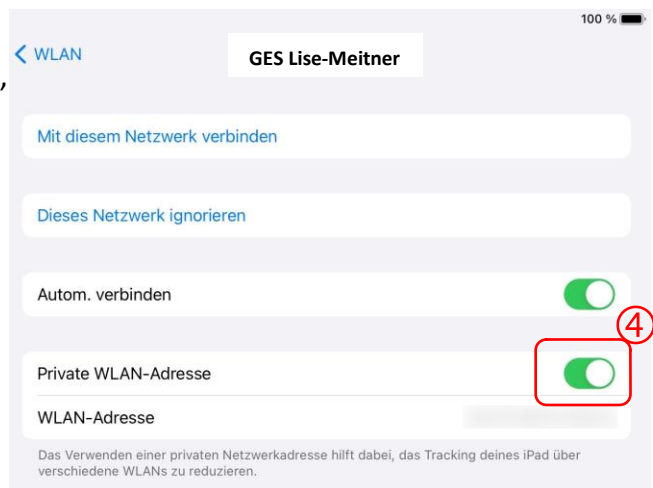 100 %
WLAN
GES Lise-Meitner
,
Mit diesem Netzwerk verbinden
Dieses Netzwerk ignorieren
Autom. verbinden
④
Private WLAN-Adresse
WLAN-Adresse
Das Verwenden einer privaten Netzwerkadresse hilft dabei, das Tracking deines iPad über
verschiedene WLANs zu reduzieren.